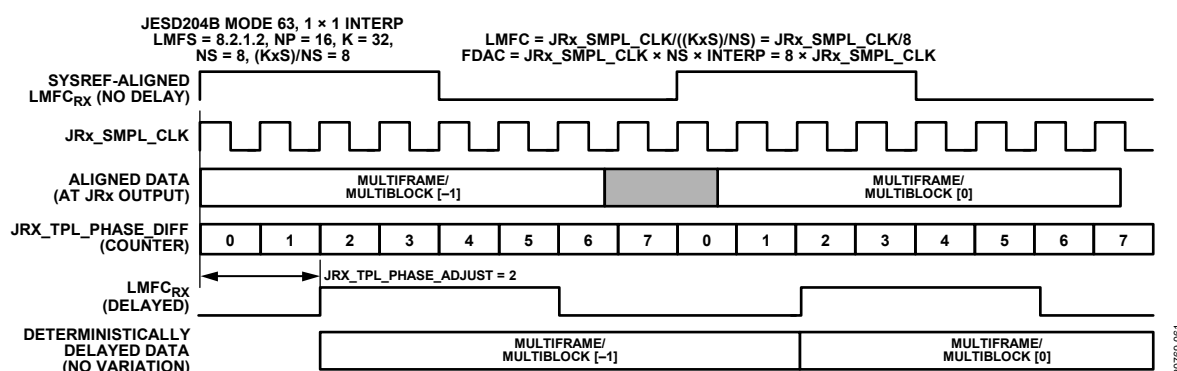 JESD204B MODE 63, 1 × 1 INTERP
LMFS = 8.2.1.2, NP = 16, K = 32,
NS = 8, (KxS)/NS = 8
LMFC = JRx_SMPL_CLK/((KxS)/NS) = JRx_SMPL_CLK/8
FDAC = JRx_SMPL_CLK × NS × INTERP = 8 × JRx_SMPL_CLK
SYSREF-ALIGNED
LMFCRX (NO DELAY)
JRx_SMPL_CLK
ALIGNED DATA
(AT JRx OUTPUT)
MULTIFRAME/
MULTIBLOCK [–1]
MULTIFRAME/
MULTIBLOCK [0]
JRX_TPL_PHASE_DIFF
(COUNTER)
0 1 2 3 4 5 6 7 0 1 2 3 4 5 6 7
JRX_TPL_PHASE_ADJUST = 2
LMFCRX
(DELAYED)
DETERMINISTICALLY
DELAYED DATA
(NO VARIATION)
MULTIFRAME/
MULTIBLOCK [–1]
MULTIFRAME/
MULTIBLOCK [0]